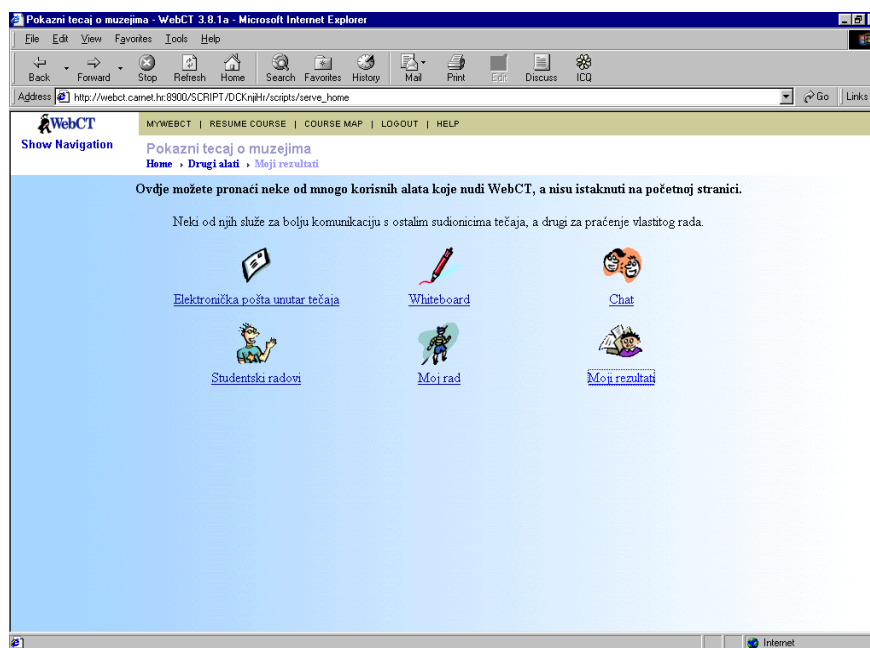 Pokazni tecaj o muzejima - WebCT 3.8.1a - Microsoft Internet Explorer
File Edit View Favorites Tools Help
Back Forward Stop Refresh Home Search Favorites History Mail Print Edit Discuss ICQ
Address http://webct.carnet.hr:8900/SCRIPT/DCKnjiHr/scripts/serve_home Go Links
WebCT MYWEBCT | RESUME COURSE | COURSE MAP | LOGOUT | HELP
Show Navigation Pokazni tecaj o muzejima
Home › Drugi alati › Moji rezultati
Ovdje možete pronaći neke od mnogo korisnih alata koje nudi WebCT, a nisu istaknuti na početnoj stranici.
Neki od njih služe za bolju komunikaciju s ostalim sudionicima tečaja, a drugi za praćenje vlastitog rada.
Elektronička pošta unutar tečaja Whiteboard Chat
Studentski radovi Moj rad Moji rezultati
Internet